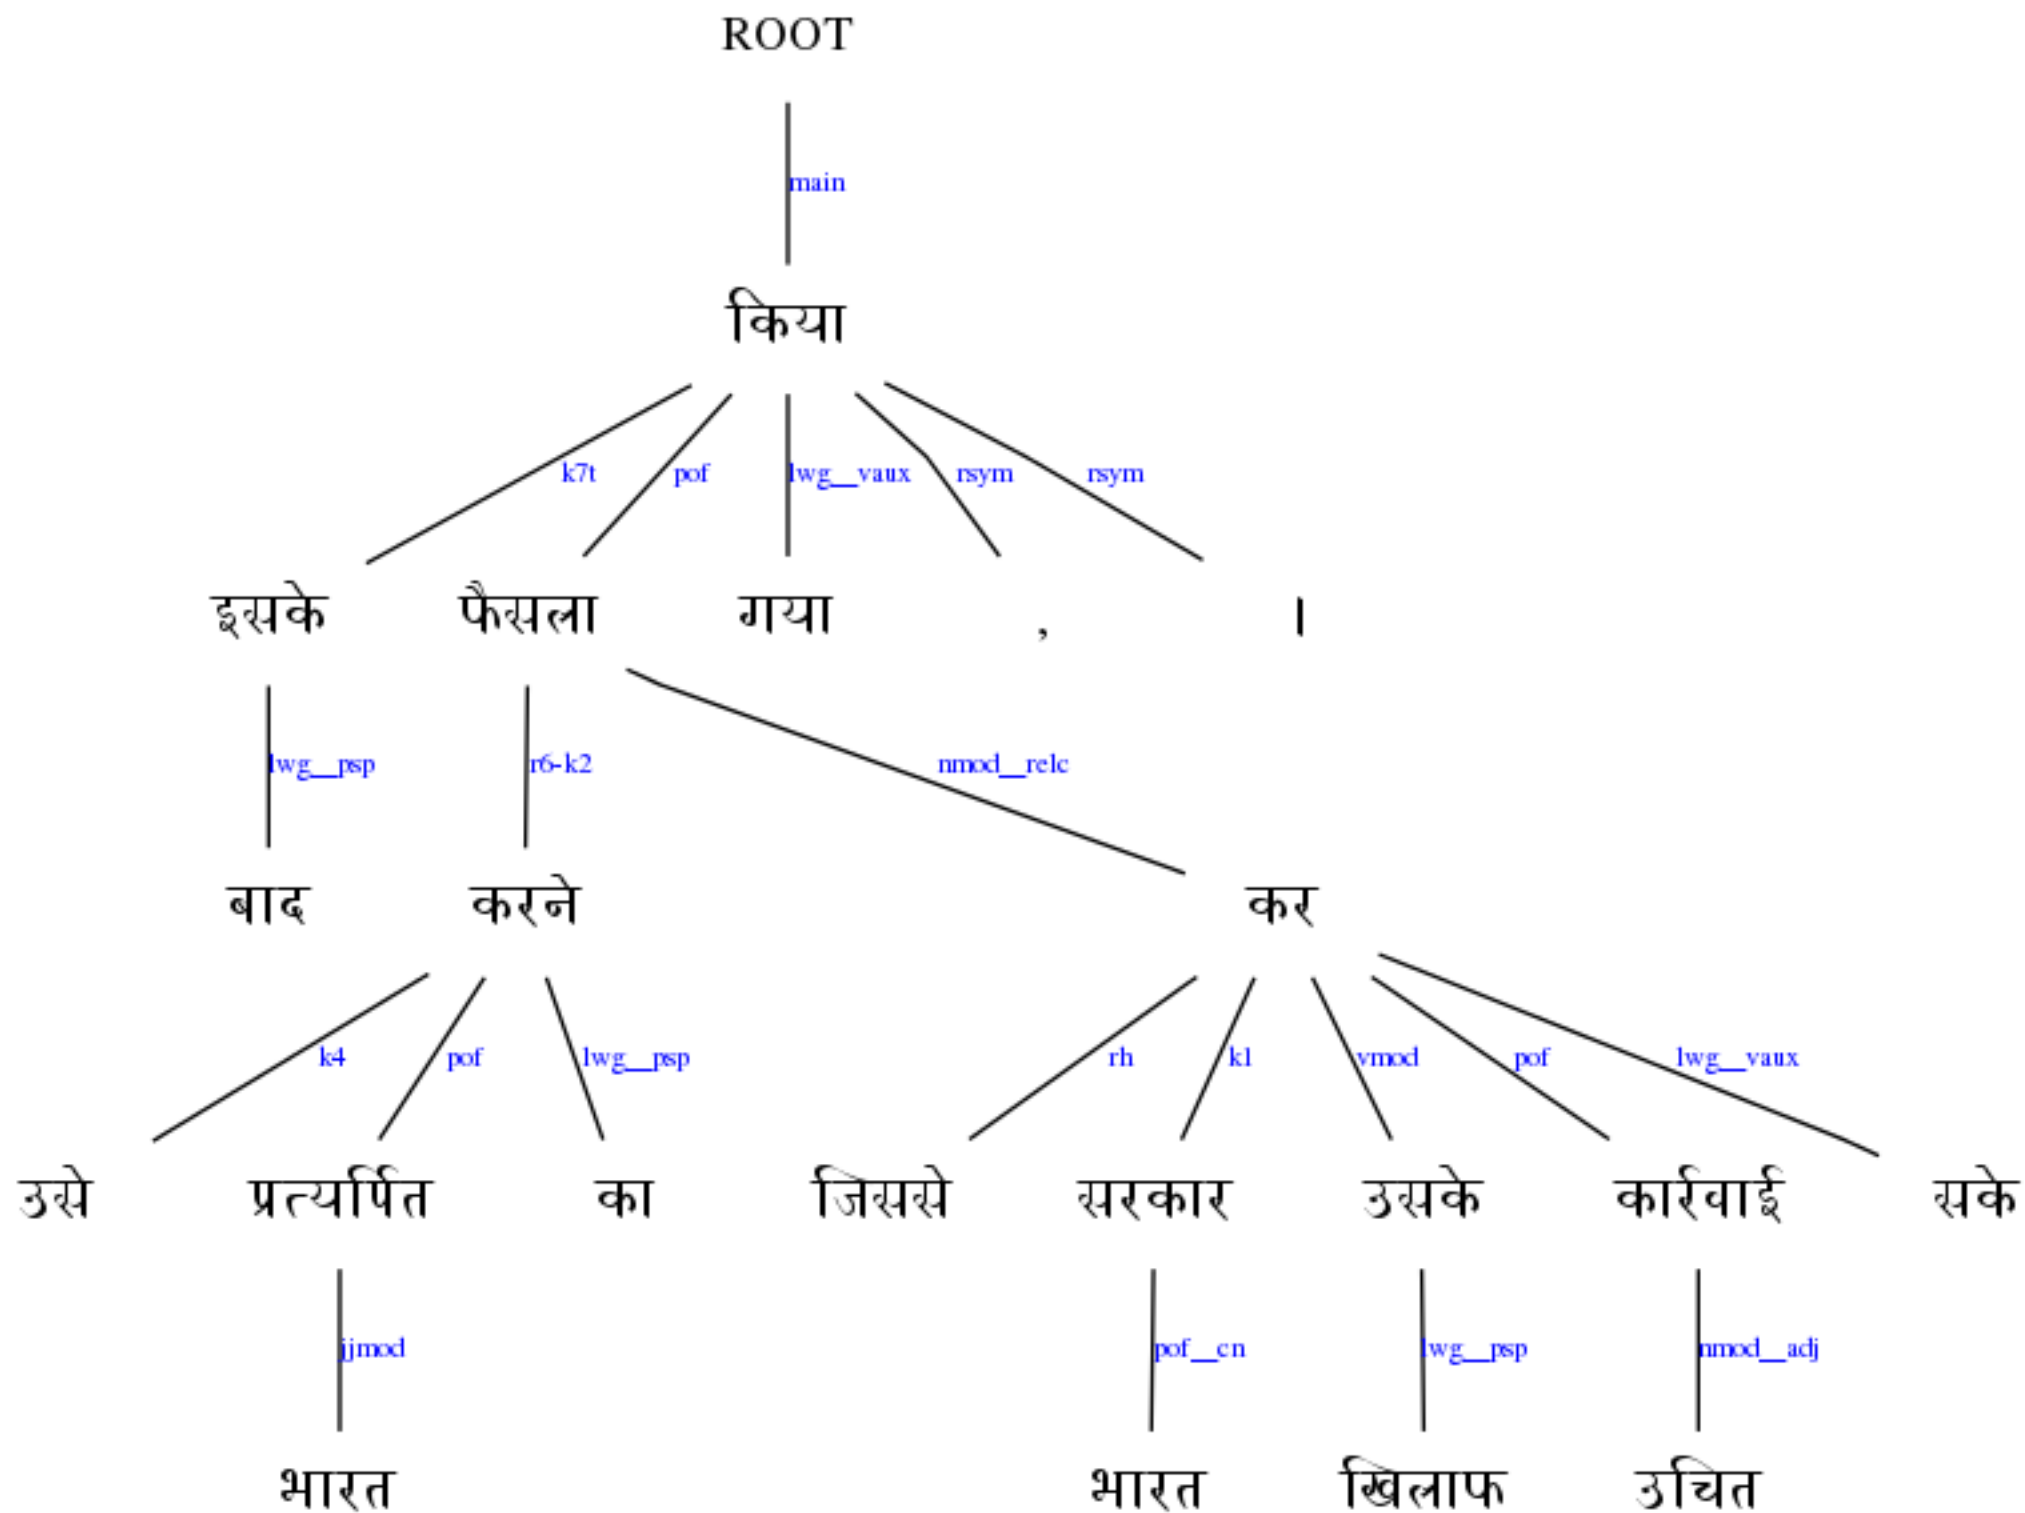 ROOT
main
किया
k7t pof lwg__vaux rsym rsym
इसके फैसला गया , ।
lwg__psp r6-k2 nmod__relc
बाद करने कर
k4 pof lwg__psp rh k1 vmod pof lwg__vaux
उसे प्रत्यर्पित का जिससे सरकार उसके कार्रवाई सके
jjmod pof__cn lwg__psp nmod__adj
भारत भारत खिलाफ उचित